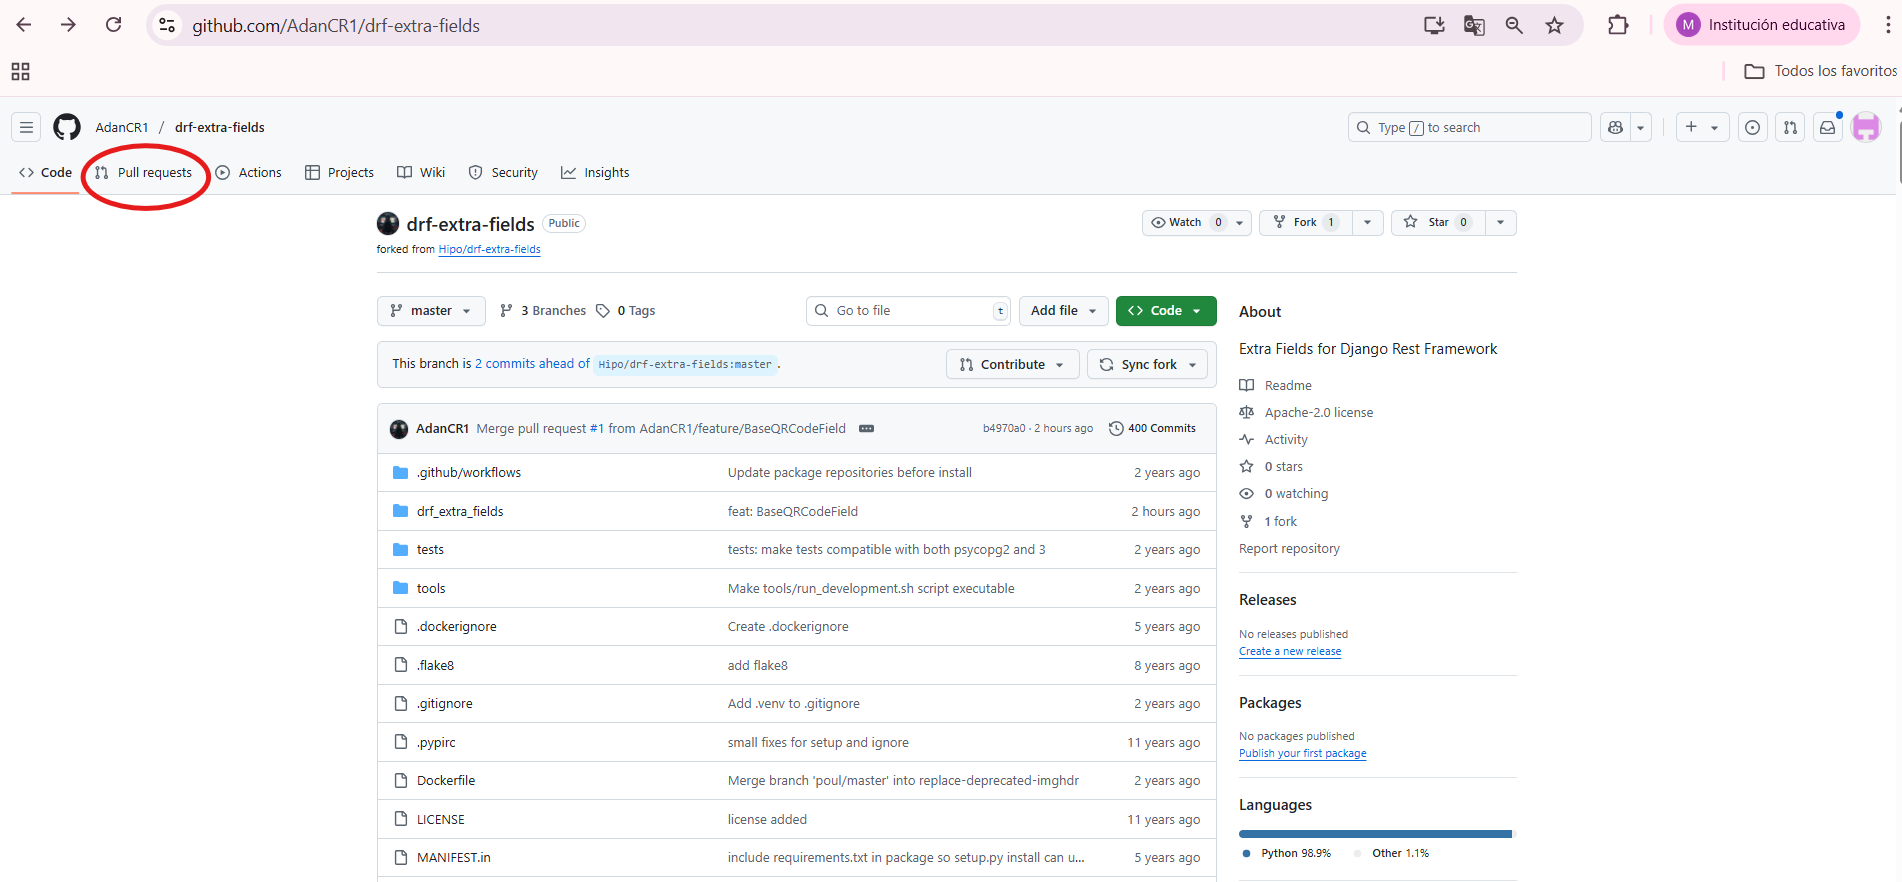 github.com/AdanCR1/drf-extra-fields
M Institución educativa
Todos los favoritos
AdanCR1 / drf-extra-fields
Type / to search
Code Pull requests Actions Projects Wiki Security Insights
drf-extra-fields Public
Watch 0 Fork 1 Star 0
forked from Hipo/drf-extra-fields
master 3 Branches 0 Tags
Go to file t Add file Code
This branch is 2 commits ahead of Hipo/drf-extra-fields:master .
Contribute Sync fork
AdanCR1 Merge pull request #1 from AdanCR1/feature/BaseQRCodeField b4970a0 · 2 hours ago 400 Commits
.github/workflows Update package repositories before install 2 years ago
drf_extra_fields feat: BaseQRCodeField 2 hours ago
tests tests: make tests compatible with both psycopg2 and 3 2 years ago
tools Make tools/run_development.sh script executable 2 years ago
.dockerignore Create .dockerignore 5 years ago
.flake8 add flake8 8 years ago
.gitignore Add .venv to .gitignore 2 years ago
.pypirc small fixes for setup and ignore 11 years ago
Dockerfile Merge branch 'poul/master' into replace-deprecated-imghdr 2 years ago
LICENSE license added 11 years ago
MANIFEST.in include requirements.txt in package so setup.py install can u... 5 years ago
About
Extra Fields for Django Rest Framework
Readme
Apache-2.0 license
Activity
0 stars
0 watching
1 fork
Report repository
Releases
No releases published
Create a new release
Packages
No packages published
Publish your first package
Languages
Python 98.9% Other 1.1%